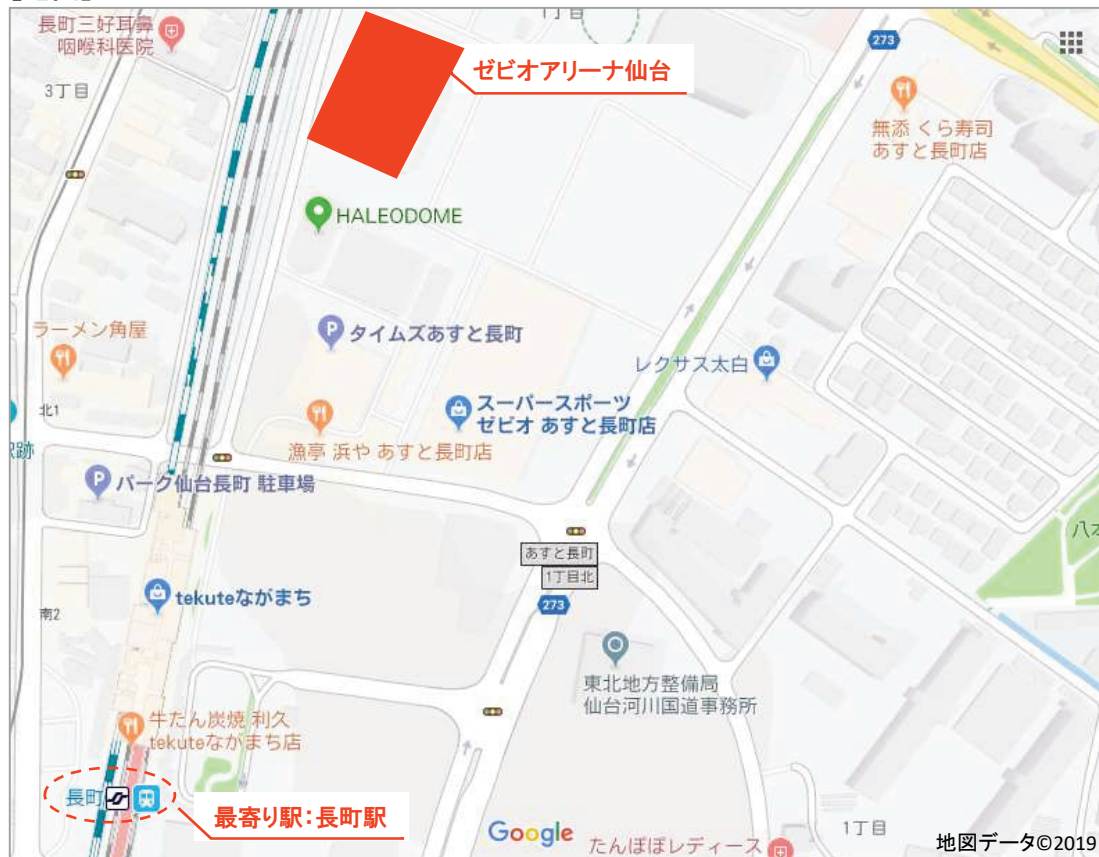 長町三好耳鼻
咽喉科医院
1丁目
273
ゼビオアリーナ仙台
3丁目
無添 くら寿司
あすと長町店
HALEODOME
ラーメン角屋
P タイムズあすと長町
レクサス太白
北1
スーパースポーツ
ゼビオ あすと長町店
漁亭 浜や あすと長町店
P パーク仙台長町 駐車場
あすと長町
1丁目北
273
tekuteながまち
南2
東北地方整備局
仙台河川国道事務所
牛たん炭焼 利久
tekuteながまち店
長町
最寄り駅:長町駅
Google
たんぽぽレディース
1丁目
地図データ©2019